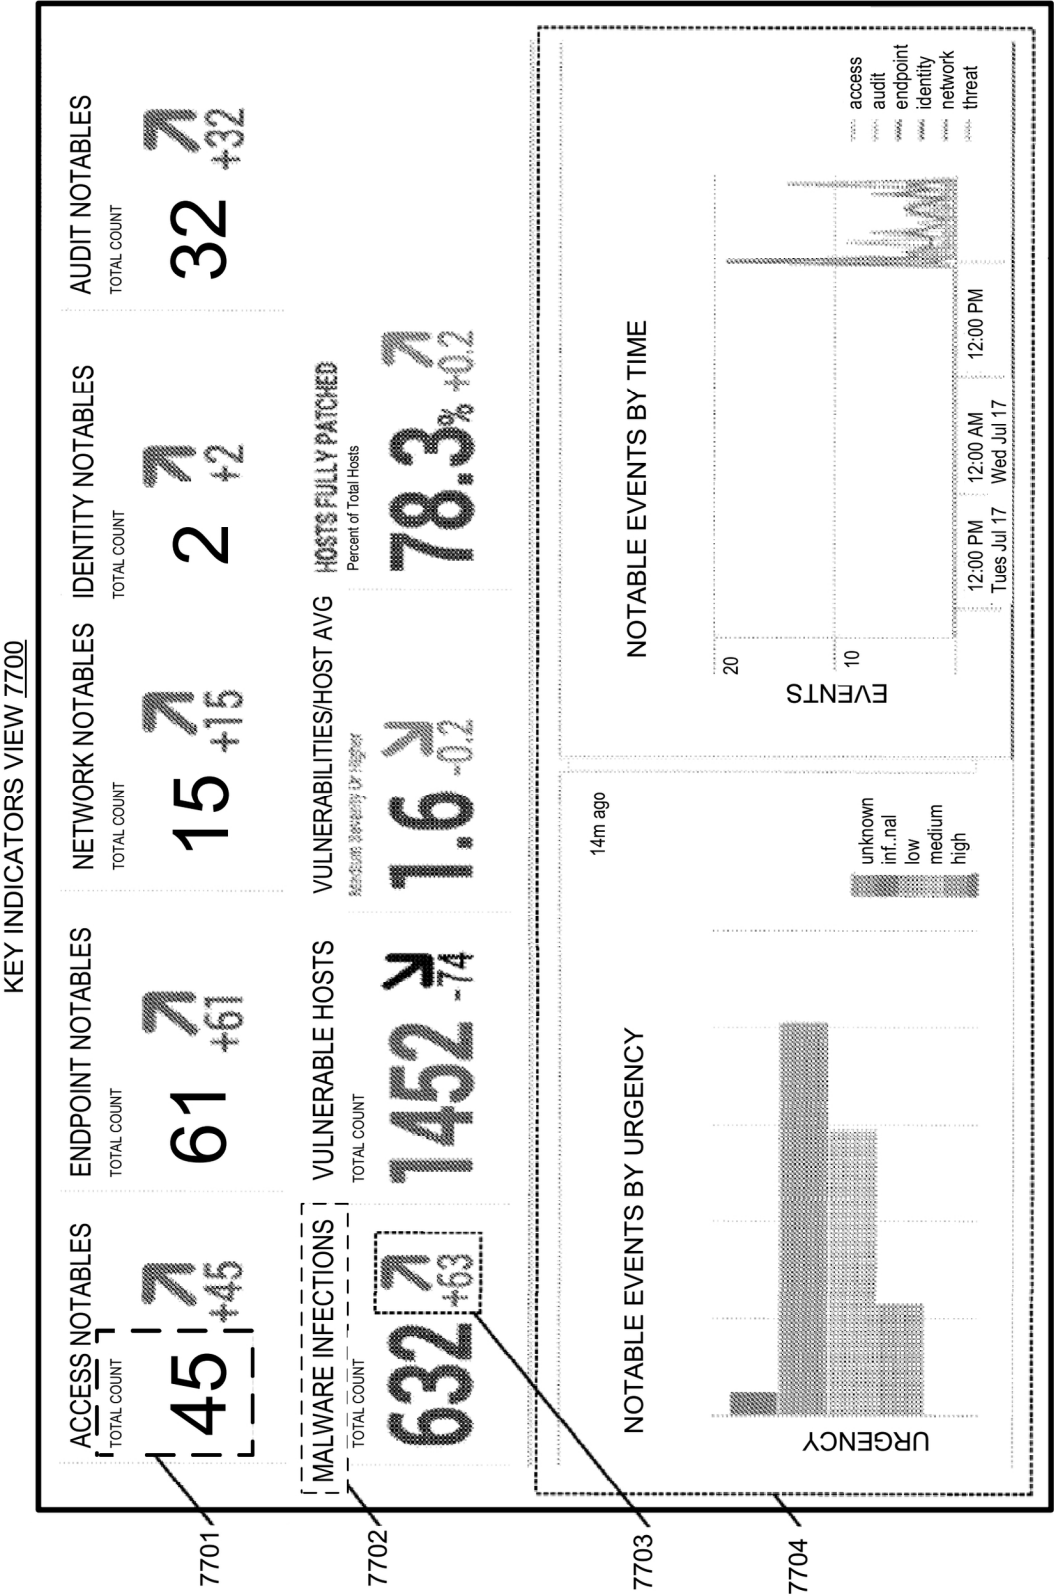 KEY INDICATORS VIEW 7700
ACCESS NOTABLES
TOTAL COUNT
45
+45
ENDPOINT NOTABLES
TOTAL COUNT
61
+61
NETWORK NOTABLES
TOTAL COUNT
15
+15
IDENTITY NOTABLES
TOTAL COUNT
2
+2
AUDIT NOTABLES
TOTAL COUNT
32
+32
MALWARE INFECTIONS
TOTAL COUNT
632
+63
VULNERABLE HOSTS
TOTAL COUNT
1452
-74
VULNERABILITIES/HOST AVG
Medium Severity Or Higher
1.6
-0.2
HOSTS FULLY PATCHED
Percent of Total Hosts
78.3%
+0.2
NOTABLE EVENTS BY URGENCY
URGENCY
14m ago
unknown
inf..nal
low
medium
high
NOTABLE EVENTS BY TIME
EVENTS
20
10
12:00 PM
Tues Jul 17
12:00 AM
Wed Jul 17
12:00 PM
access
audit
endpoint
identity
network
threat
7701
7702
7703
7704